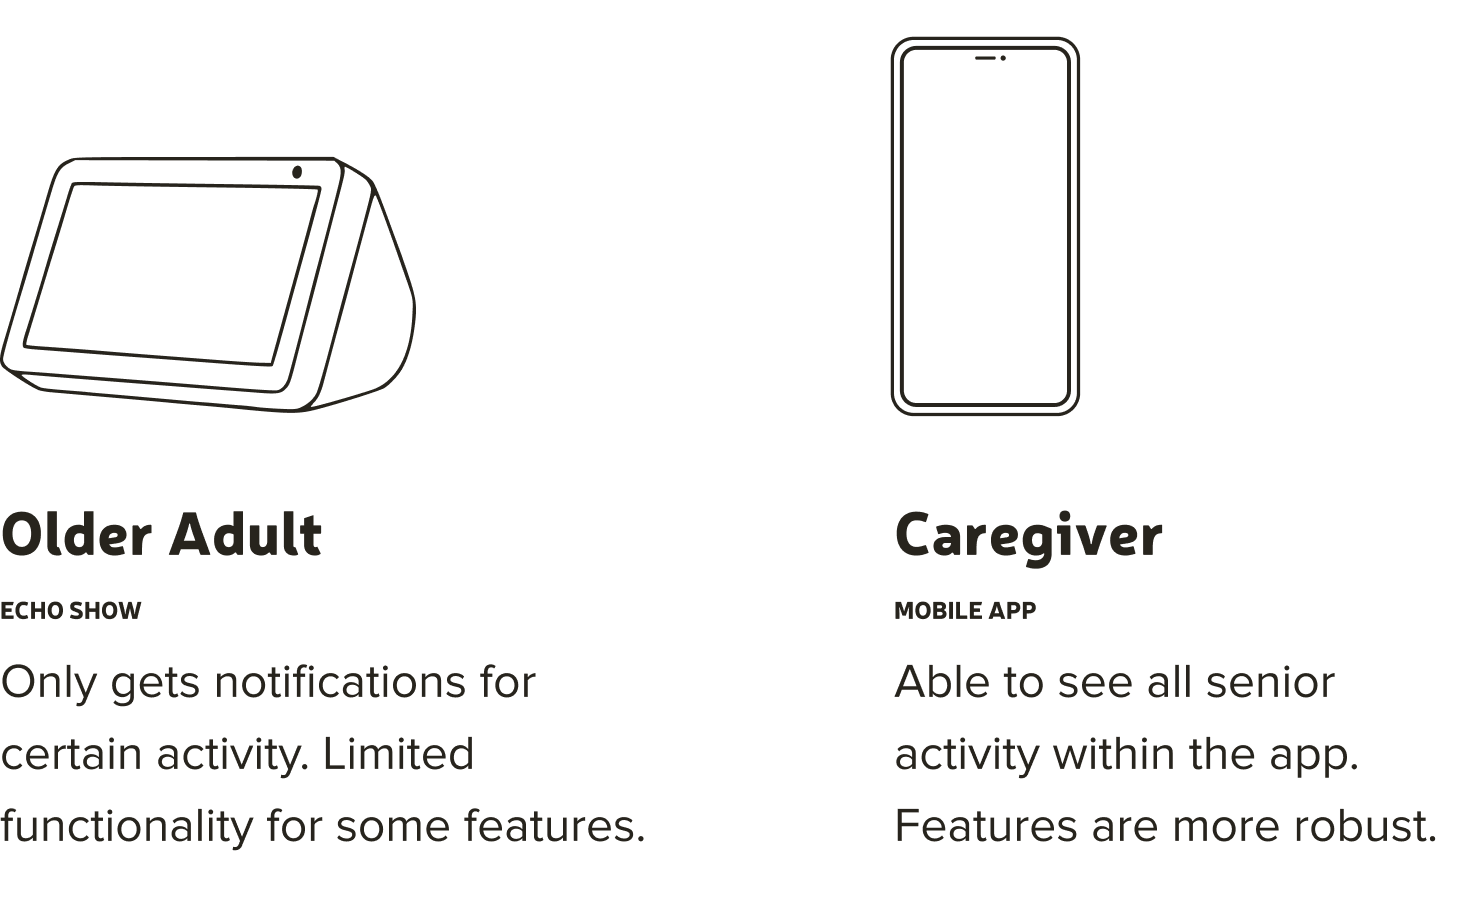 Older Adult
ECHO SHOW
Only gets notifications for
certain activity. Limited
functionality for some features.
Caregiver
MOBILE APP
Able to see all senior
activity within the app.
Features are more robust.